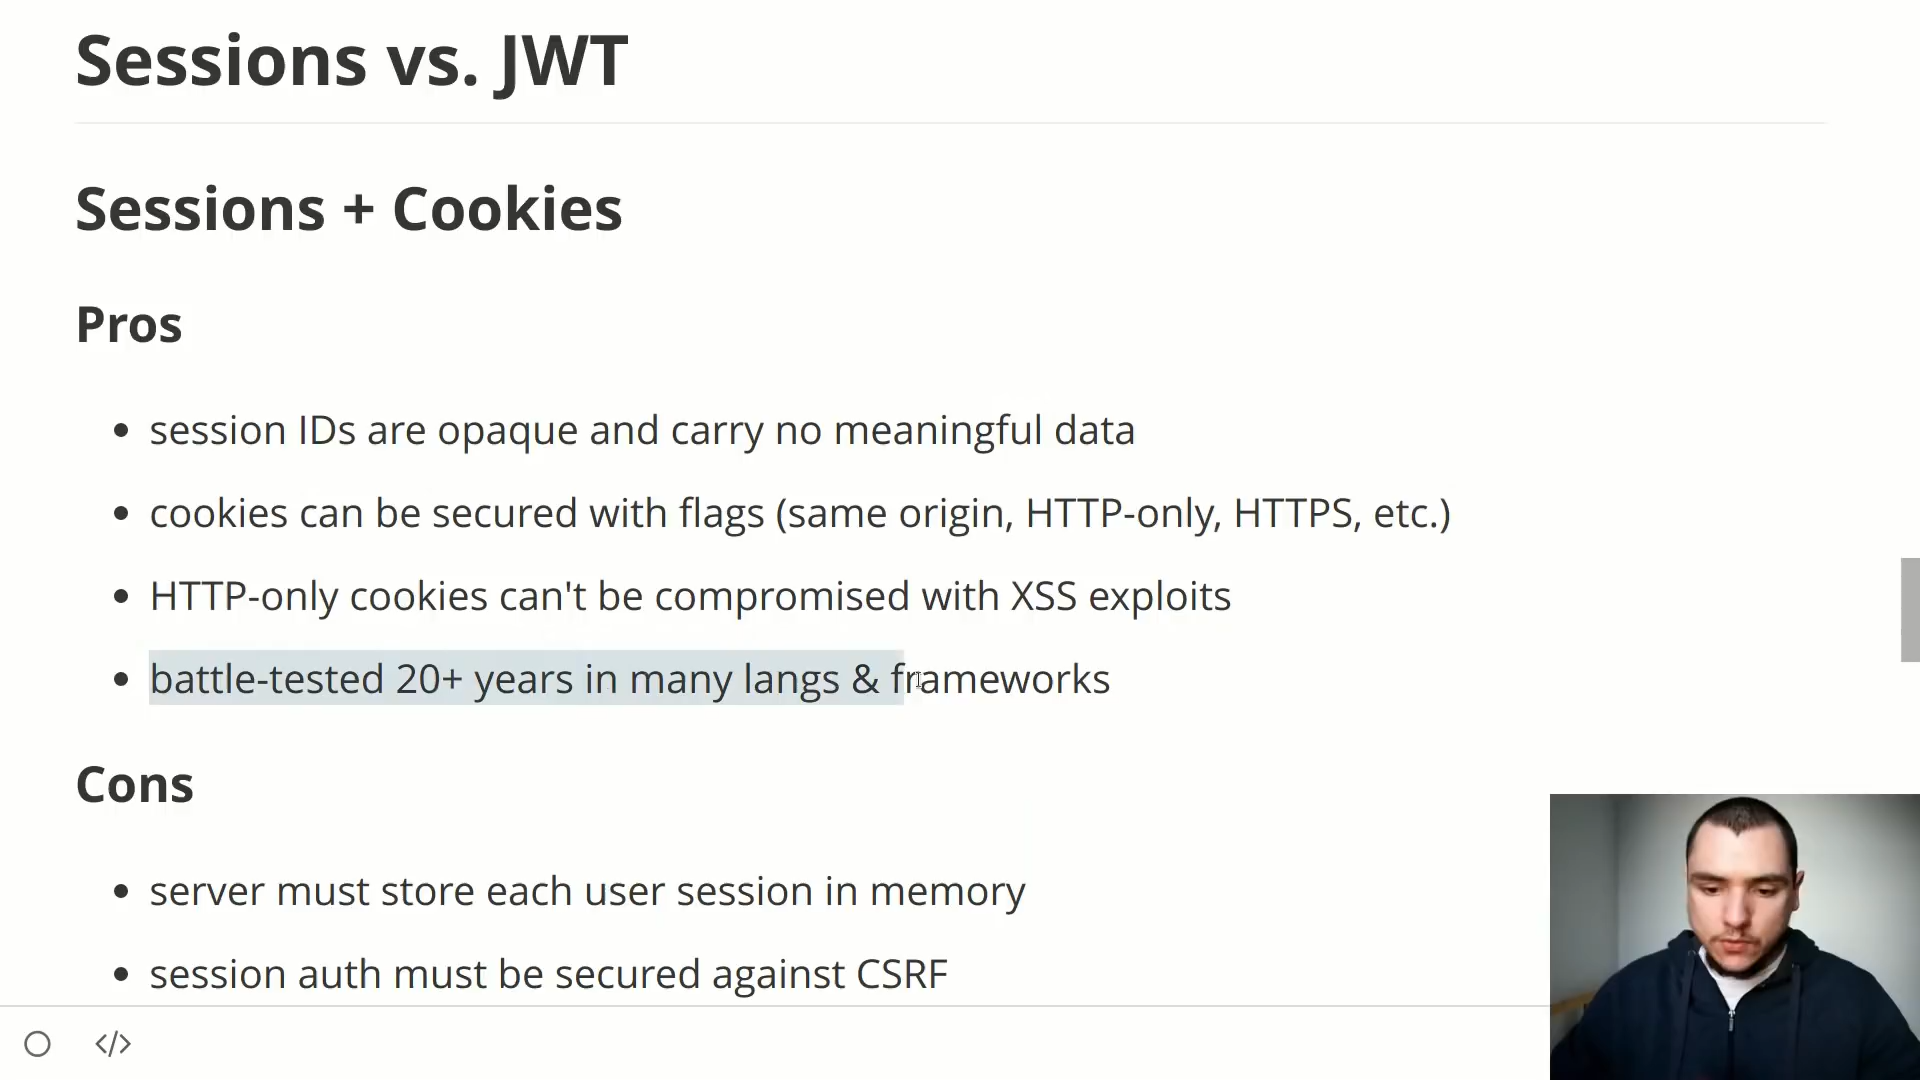 Sessions vs. JWT
Sessions + Cookies
Pros
session IDs are opaque and carry no meaningful data
cookies can be secured with flags (same origin, HTTP-only, HTTPS, etc.)
HTTP-only cookies can't be compromised with XSS exploits
battle-tested 20+ years in many langs & frameworks
Cons
server must store each user session in memory
session auth must be secured against CSRF